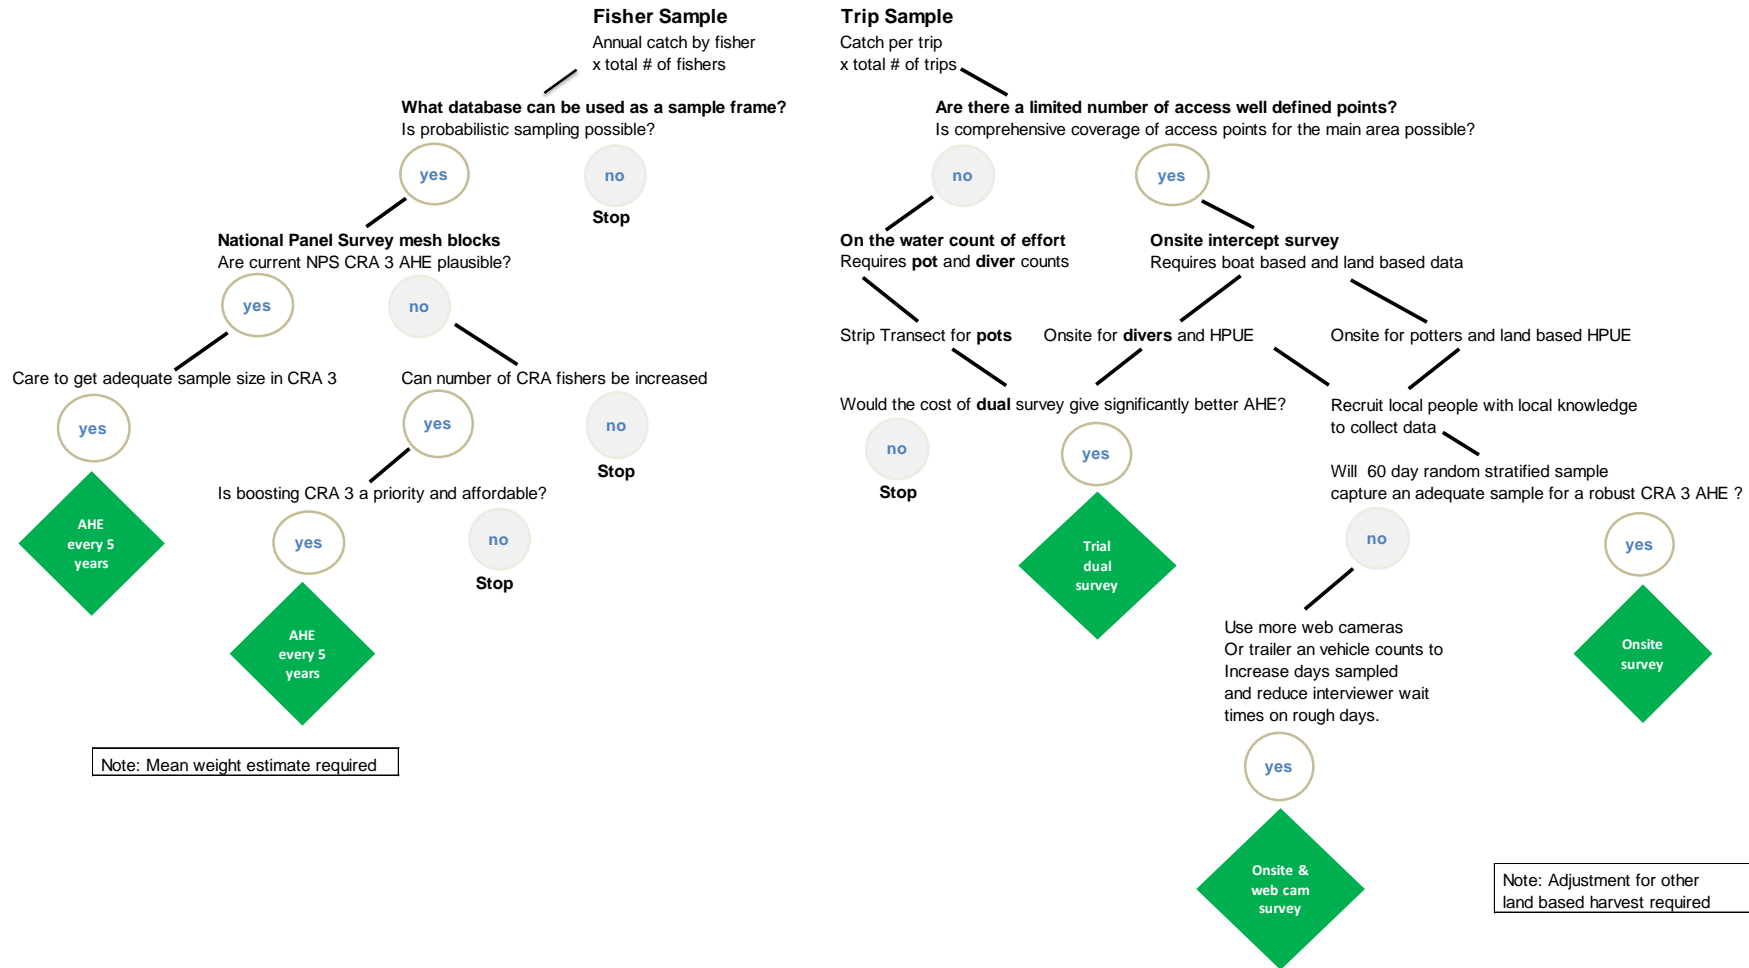 Fisher Sample
Annual catch by fisher
x total # of fishers
What database can be used as a sample frame?
Is probabilistic sampling possible?
yes
no
Stop
National Panel Survey mesh blocks
Are current NPS CRA 3 AHE plausible?
yes
no
Care to get adequate sample size in CRA 3
Can number of CRA fishers be increased
yes
yes
no
Stop
Is boosting CRA 3 a priority and affordable?
AHE
every 5
years
yes
no
Stop
AHE
every 5
years
Note: Mean weight estimate required
Trip Sample
Catch per trip
x total # of trips
Are there a limited number of access well defined points?
Is comprehensive coverage of access points for the main area possible?
no
yes
On the water count of effort
Requires pot and diver counts
Onsite intercept survey
Requires boat based and land based data
Strip Transect for pots
Onsite for divers and HPUE
Onsite for potters and land based HPUE
Would the cost of dual survey give significantly better AHE?
no
Stop
yes
Trial
dual
survey
Recruit local people with local knowledge
to collect data
Will  60 day random stratified sample
capture an adequate sample for a robust CRA 3 AHE ?
no
yes
Use more web cameras
Or trailer an vehicle counts to
Increase days sampled
and reduce interviewer wait
times on rough days.
Onsite
survey
yes
Onsite &
web cam
survey
Note: Adjustment for other
land based harvest required